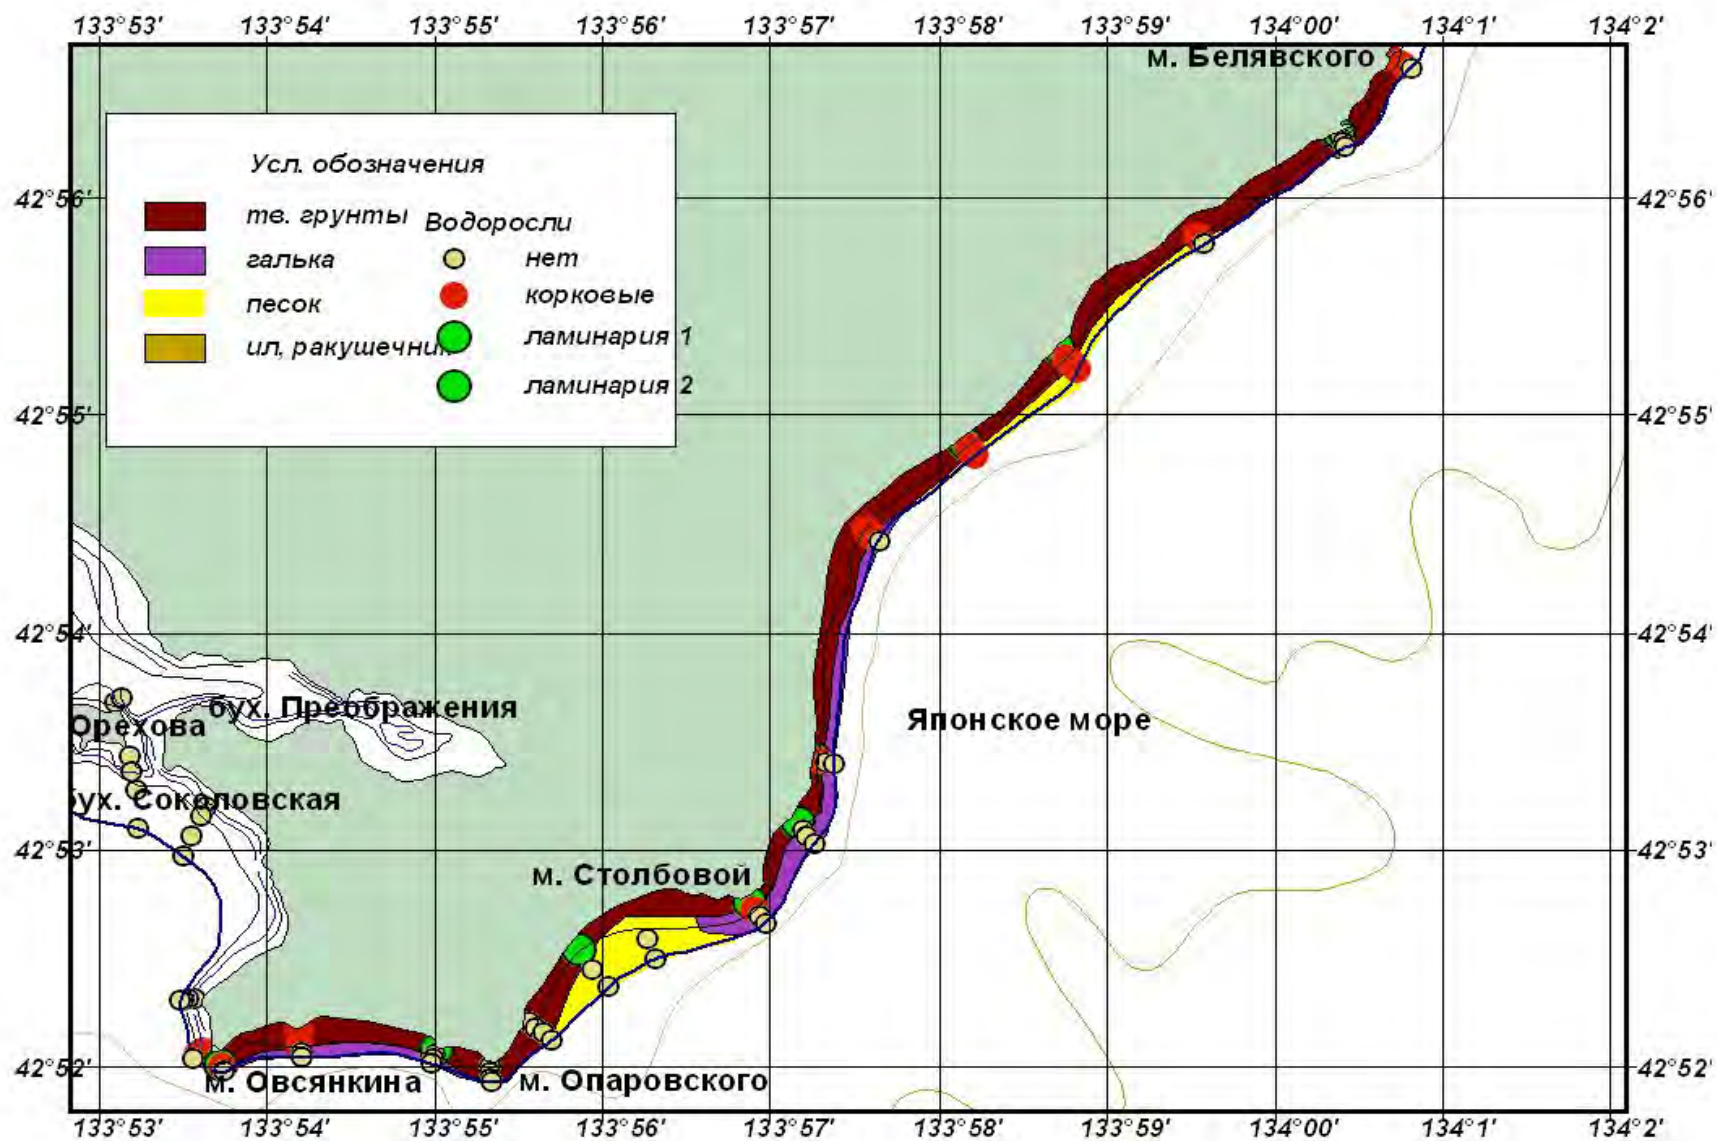 133°53' 133°54' 133°55' 133°56' 133°57' 133°58' 133°59' 134°00' 134°1' 134°2'
м. Белявского
Усл. обозначения
42°56' 42°56'
тв. грунты
Водоросли
галька
нет
песок
корковые
ил, ракушечник
ламинария 1
ламинария 2
42°55' 42°55'
42°54' 42°54'
бух. Преображения
Орехова
Японское море
бух. Соколовская
42°53' 42°53'
м. Столбовой
42°52' 42°52'
м. Овсянкина
м. Опаровского
133°53' 133°54' 133°55' 133°56' 133°57' 133°58' 133°59' 134°00' 134°1' 134°2'